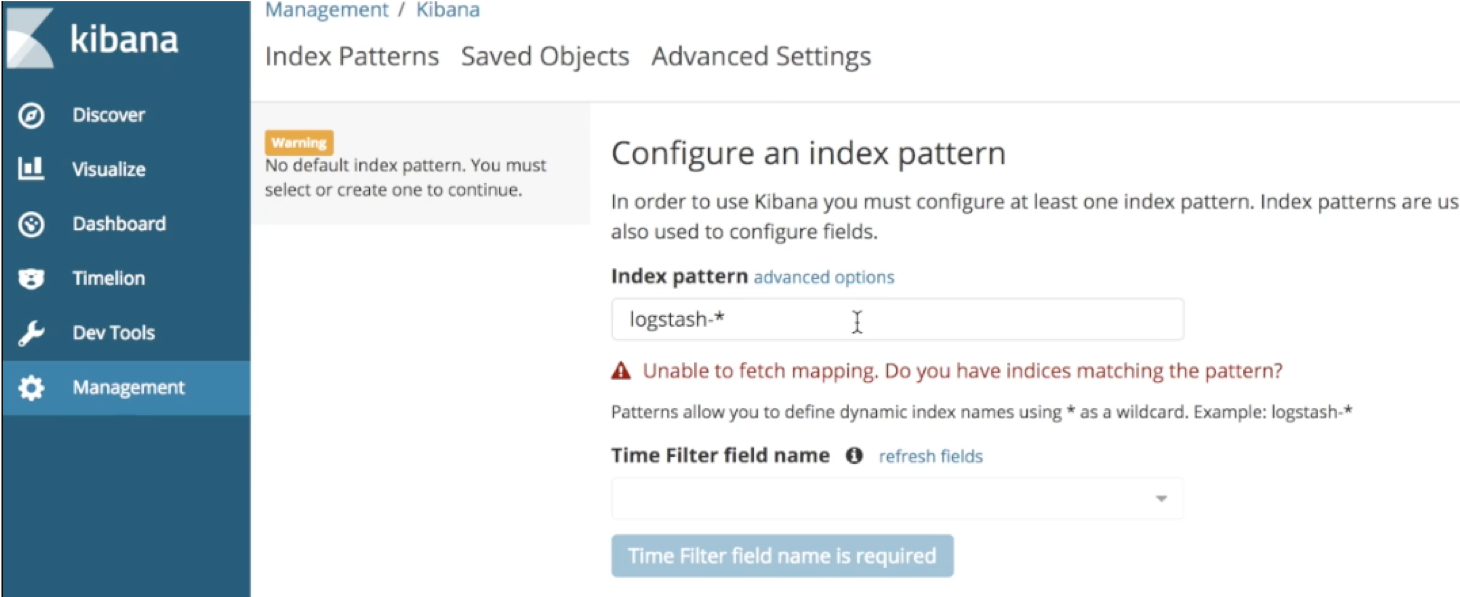 kibana
Discover
Visualize
Dashboard
Timelion
Dev Tools
Management
Management / Kibana
Index Patterns Saved Objects Advanced Settings
Warning
No default index pattern. You must
select or create one to continue.
Configure an index pattern
In order to use Kibana you must configure at least one index pattern. Index patterns are us
also used to configure fields.
Index pattern advanced options
logstash-*
Unable to fetch mapping. Do you have indices matching the pattern?
Patterns allow you to define dynamic index names using * as a wildcard. Example: logstash-*
Time Filter field name refresh fields
Time Filter field name is required